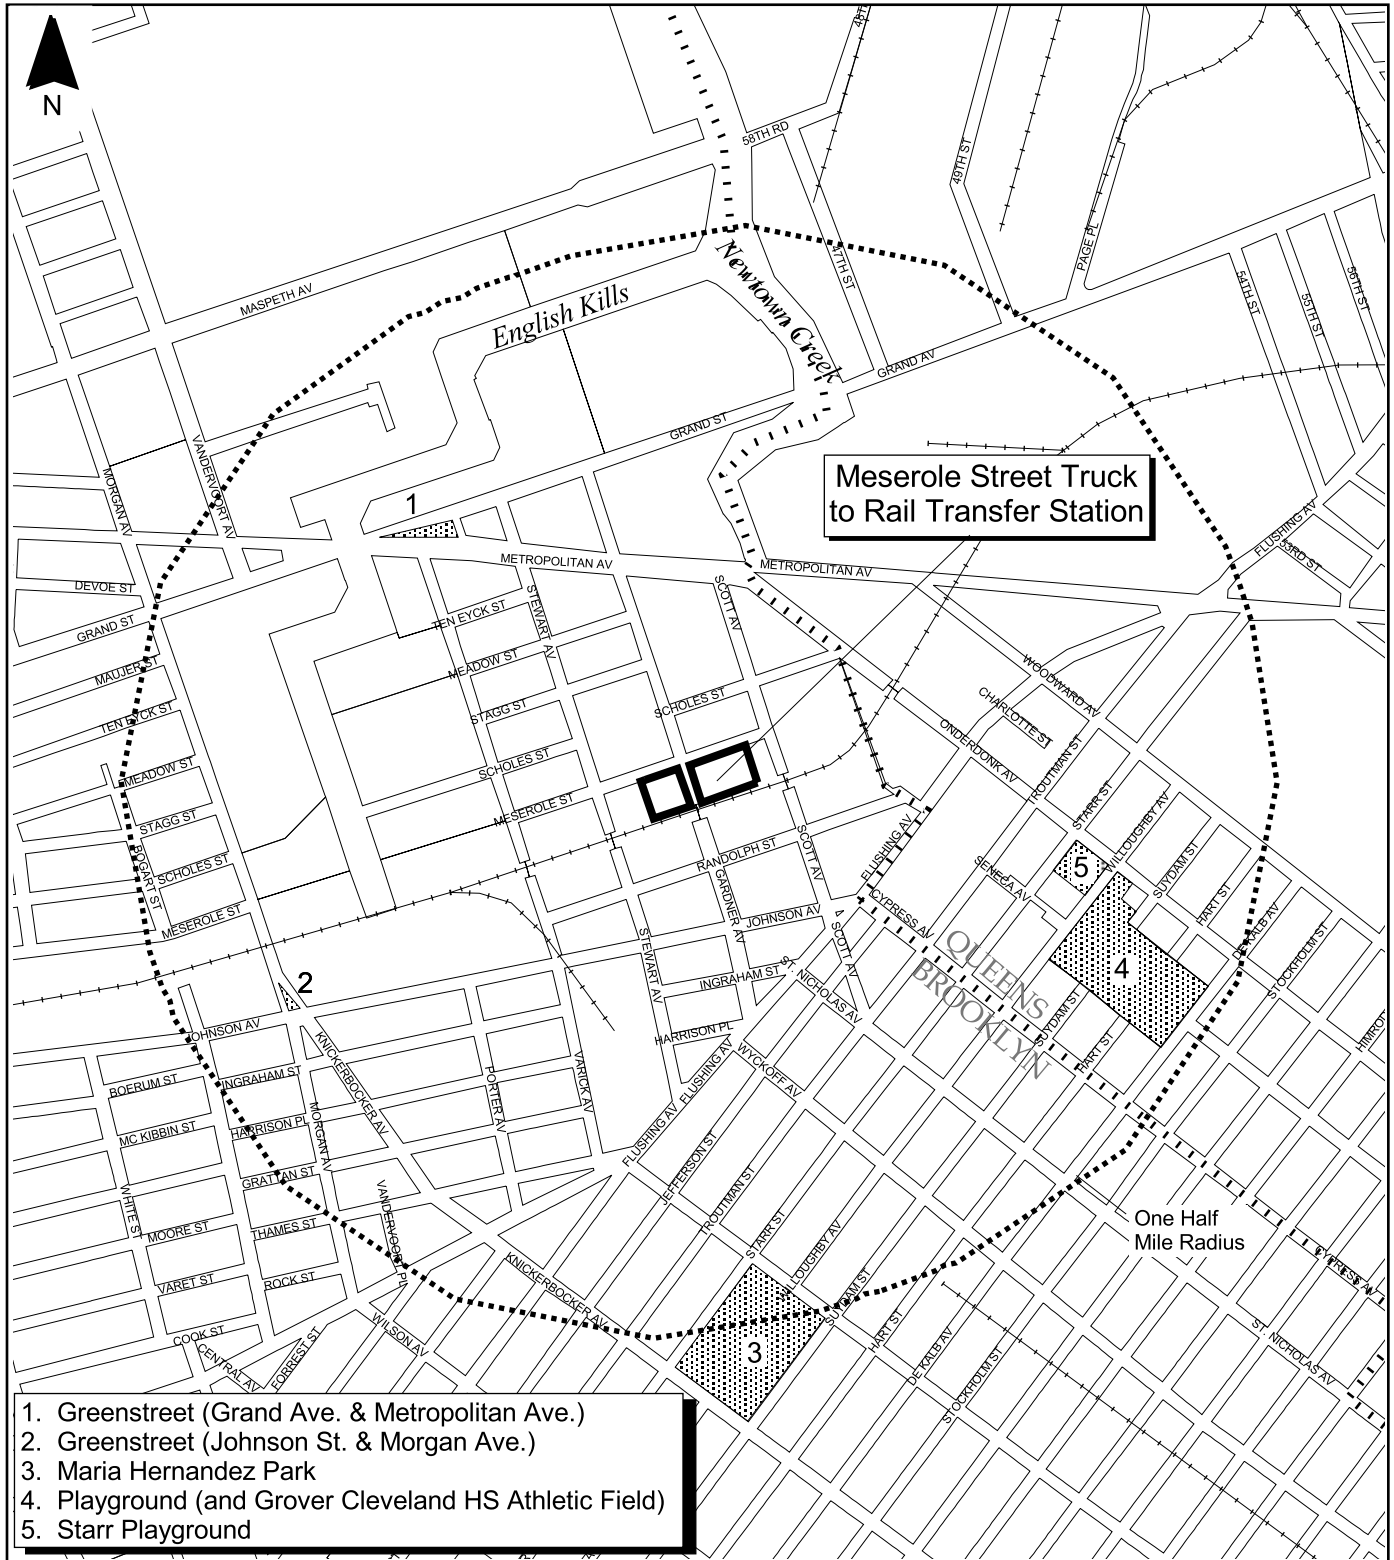 N
48TH
58TH RD
49TH ST
PAGE PL
47TH ST
54TH ST
55TH ST
56TH ST
MASPETH AV
English Kills
Newtown Creek
GRAND AV
GRAND ST
VANDERVOORT AV
MORGAN AV
1
Meserole Street Truck
to Rail Transfer Station
FLUSHING AV
53RD ST
METROPOLITAN AV
METROPOLITAN AV
DEVOE ST
GRAND ST
MAUJER ST
TEN EYCK ST
TEN EYCK ST
STEWART AV
SCOTT AV
MEADOW ST
STAGG ST
SCHOLES ST
SCHOLES ST
MESEROLE ST
WOODWARD AV
CHARLOTTE ST
ONDERDONK AV
TROUTMAN ST
STARR ST
WILLOUGHBY AV
SUYDAM ST
HART ST
DE KALB AV
STOCKHOLM ST
HIMROT
MEADOW ST
STAGG ST
BOGART ST
SCHOLES ST
MESEROLE ST
RANDOLPH ST
SCOTT AV
FLUSHING AV
SENECA AV
5
CYPRESS AV
GARDNER AV
JOHNSON AV
SCOTT AV
QUEENS
BROOKLYN
4
STEWART AV
INGRAHAM ST
ST. NICHOLAS AV
SUYDAM ST
HART ST
2
JOHNSON AV
KNICKERBOCKER AV
HARRISON PL
WYCKOFF AV
FLUSHING AV
BOERUM ST
INGRAHAM ST
MORGAN AV
PORTER AV
VARICK AV
MC KIBBIN ST
HARRISON PL
FLUSHING AV
JEFFERSON ST
TROUTMAN ST
STARR ST
WILLOUGHBY AV
SUYDAM ST
GRATTAN ST
WHITE ST
VANDERVOORT PL
MOORE ST
THAMES ST
VARET ST
ROCK ST
COOK ST
CENTRAL AV
FORREST ST
WILSON AV
KNICKERBOCKER AV
3
HART ST
DE KALB AV
STOCKHOLM ST
One Half
Mile Radius
CYPRESS AV
ST. NICHOLAS AV
1. Greenstreet (Grand Ave. & Metropolitan Ave.)
2. Greenstreet (Johnson St. & Morgan Ave.)
3. Maria Hernandez Park
4. Playground (and Grover Cleveland HS Athletic Field)
5. Starr Playground